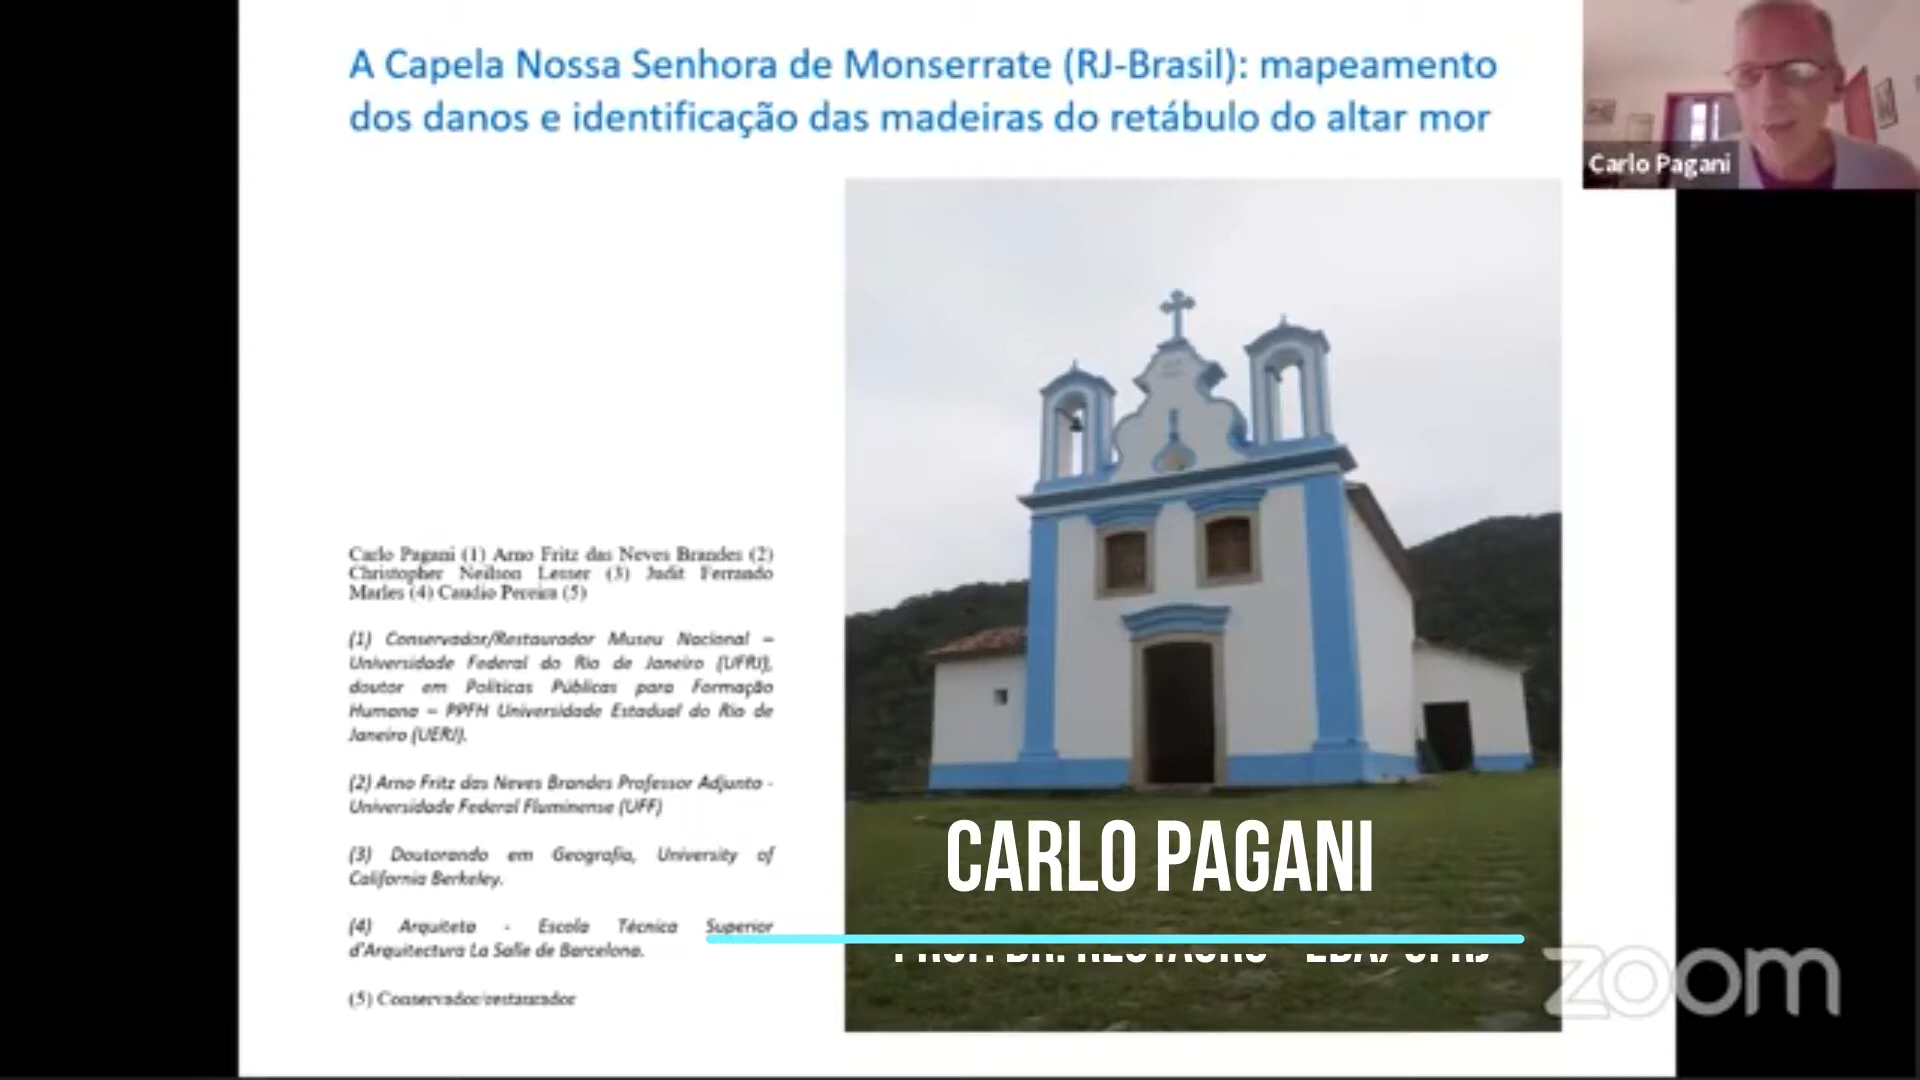 A Capela Nossa Senhora de Monserrate (RJ-Brasil): mapeamento
dos danos e identificação das madeiras do retábulo do altar mor
Carlo Pagani
Carlo Pagani (1) Arno Fritz das Neves Brandes (2)
Christopher Neilson Lesser (3) Judit Ferrando
Marles (4) Caudio Pereira (5)
(1) Conservador/Restaurador Museu Nacional –
Universidade Federal do Rio de Janeiro (UFRJ),
doutor em Políticas Públicas para Formação
Humana – PPFH Universidade Estadual do Rio de
Janeiro (UERJ).
(2) Arno Fritz das Neves Brandes Professor Adjunto -
Universidade Federal Fluminense (UFF)
(3) Doutorando em Geografia, University of
California Berkeley.
(4) Arquiteta - Escola Técnica Superior
d'Arquitectura La Salle de Barcelona.
(5) Conservador/restaurador
CARLO PAGANI
zoom